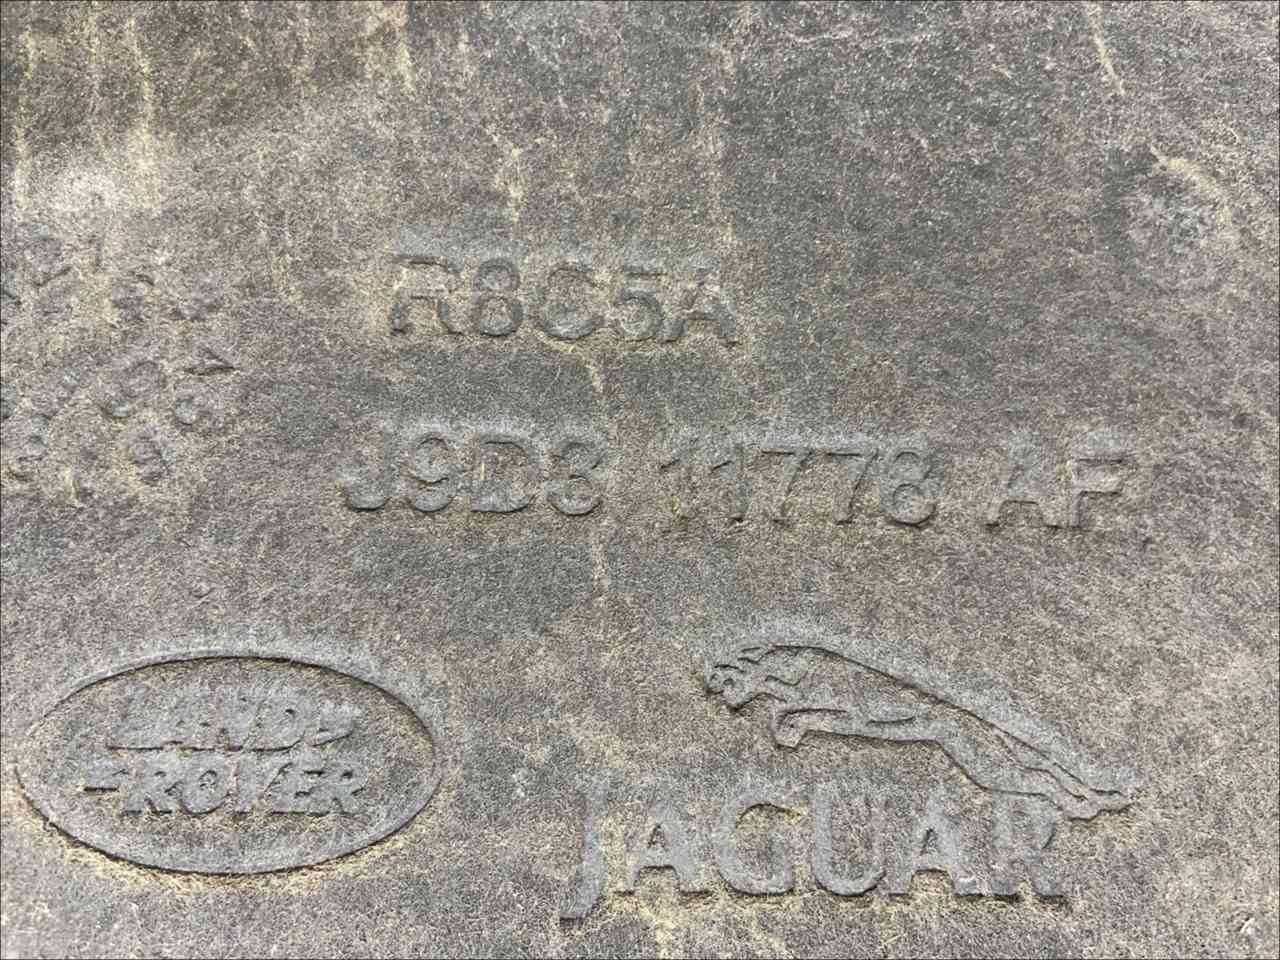 R8C5A
J9D3 11778 AF
LAND-
-ROVER
JAGUAR